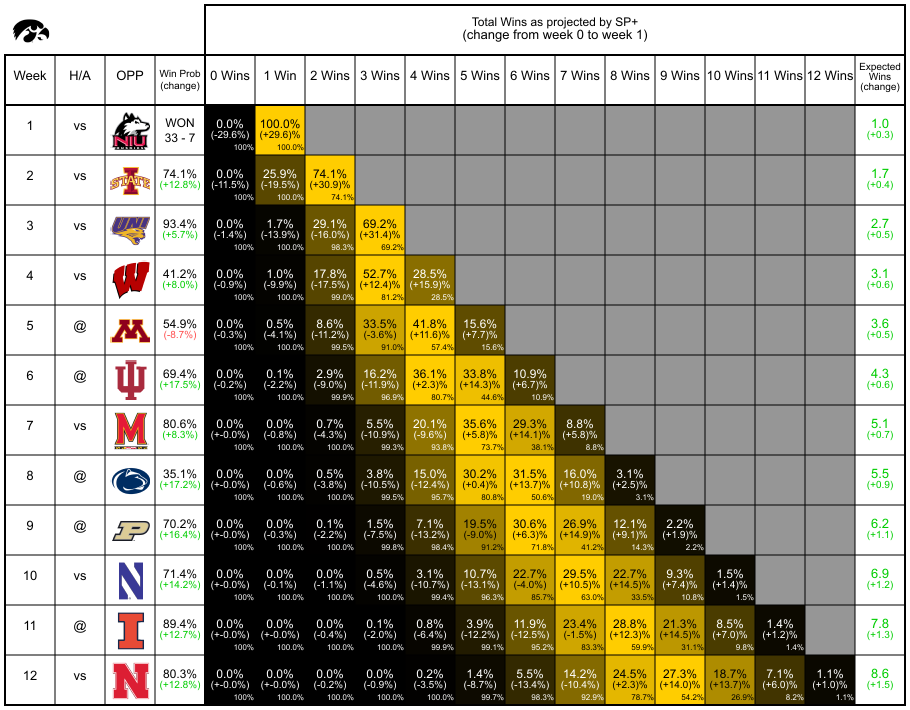 Total Wins as projected by SP+
(change from week 0 to week 1)
Week H/A OPP Win Prob (change) 0 Wins 1 Win 2 Wins 3 Wins 4 Wins 5 Wins 6 Wins 7 Wins 8 Wins 9 Wins 10 Wins 11 Wins 12 Wins Expected Wins (change)
1 vs NIU WON 0.0% 100.0% 1.0
33 - 7 (-29.6%) (+29.6)% (+0.3)
100% 100.0%
2 vs STATE 74.1% 0.0% 25.9% 74.1% 1.7
(+12.8%) (-11.5%) (-19.5)% (+30.9)% (+0.4)
100% 100.0% 74.1%
3 vs UNI 93.4% 0.0% 1.7% 29.1% 69.2% 2.7
(+5.7%) (-1.4%) (-13.9)% (-16.0)% (+31.4)% (+0.5)
100% 100.0% 98.3% 69.2%
4 vs W 41.2% 0.0% 1.0% 17.8% 52.7% 28.5% 3.1
(+8.0%) (-0.9%) (-9.9)% (-17.5)% (+12.4)% (+15.9)% (+0.6)
100% 100.0% 99.0% 81.2% 28.5%
5 @ M 54.9% 0.0% 0.5% 8.6% 33.5% 41.8% 15.6% 3.6
(-8.7%) (-0.3%) (-4.1)% (-11.2)% (-3.6)% (+11.6)% (+7.7)% (+0.5)
100% 100.0% 99.5% 91.0% 57.4% 15.6%
6 @ 69.4% 0.0% 0.1% 2.9% 16.2% 36.1% 33.8% 10.9% 4.3
(+17.5%) (-0.2%) (-2.2)% (-9.0)% (-11.9)% (+2.3)% (+14.3)% (+6.7)% (+0.6)
100% 100.0% 99.9% 96.9% 80.7% 44.6% 10.9%
7 vs M 80.6% 0.0% 0.0% 0.7% 5.5% 20.1% 35.6% 29.3% 8.8% 5.1
(+8.3%) (+-0.0)% (-0.8)% (-4.3)% (-10.9)% (-9.6)% (+5.8)% (+14.1)% (+5.8)% (+0.7)
100% 100.0% 100.0% 99.3% 93.8% 73.7% 38.1% 8.8%
8 @ 35.1% 0.0% 0.0% 0.5% 3.8% 15.0% 30.2% 31.5% 16.0% 3.1% 5.5
(+17.2%) (+-0.0)% (-0.6)% (-3.8)% (-10.5)% (-12.4)% (+0.4)% (+13.7)% (+10.8)% (+2.5)% (+0.9)
100% 100.0% 100.0% 99.5% 95.7% 80.8% 50.6% 19.0% 3.1%
9 @ P 70.2% 0.0% 0.0% 0.1% 1.5% 7.1% 19.5% 30.6% 26.9% 12.1% 2.2% 6.2
(+16.4%) (+-0.0)% (-0.3)% (-2.2)% (-7.5)% (-13.2)% (-9.0)% (+6.3)% (+14.9)% (+9.1)% (+1.9)% (+1.1)
100% 100.0% 100.0% 99.8% 98.4% 91.2% 71.8% 41.2% 14.3% 2.2%
10 vs N 71.4% 0.0% 0.0% 0.0% 0.5% 3.1% 10.7% 22.7% 29.5% 22.7% 9.3% 1.5% 6.9
(+14.2%) (+-0.0)% (-0.1)% (-1.1)% (-4.6)% (-10.7)% (-13.1)% (-4.0)% (+10.5)% (+14.5)% (+7.4)% (+1.4)% (+1.2)
100% 100.0% 100.0% 100.0% 99.4% 96.3% 85.7% 63.0% 33.5% 10.8% 1.5%
11 @ I 89.4% 0.0% 0.0% 0.0% 0.1% 0.8% 3.9% 11.9% 23.4% 28.8% 21.3% 8.5% 1.4% 7.8
(+12.7%) (+-0.0)% (+-0.0)% (-0.4)% (-2.0)% (-6.4)% (-12.2)% (-12.5)% (-1.5)% (+12.3)% (+14.5)% (+7.0)% (+1.2)% (+1.3)
100% 100.0% 100.0% 100.0% 99.9% 99.1% 95.2% 83.3% 59.9% 31.1% 9.8% 1.4%
12 vs N 80.3% 0.0% 0.0% 0.0% 0.0% 0.2% 1.4% 5.5% 14.2% 24.5% 27.3% 18.7% 7.1% 1.1% 8.6
(+12.8%) (+-0.0)% (+-0.0)% (-0.2)% (-0.9)% (-3.5)% (-8.7)% (-13.4)% (-10.4)% (+2.3)% (+14.0)% (+13.7)% (+6.0)% (+1.0)% (+1.5)
100% 100.0% 100.0% 100.0% 100.0% 99.7% 98.3% 92.9% 78.7% 54.2% 26.9% 8.2% 1.1%